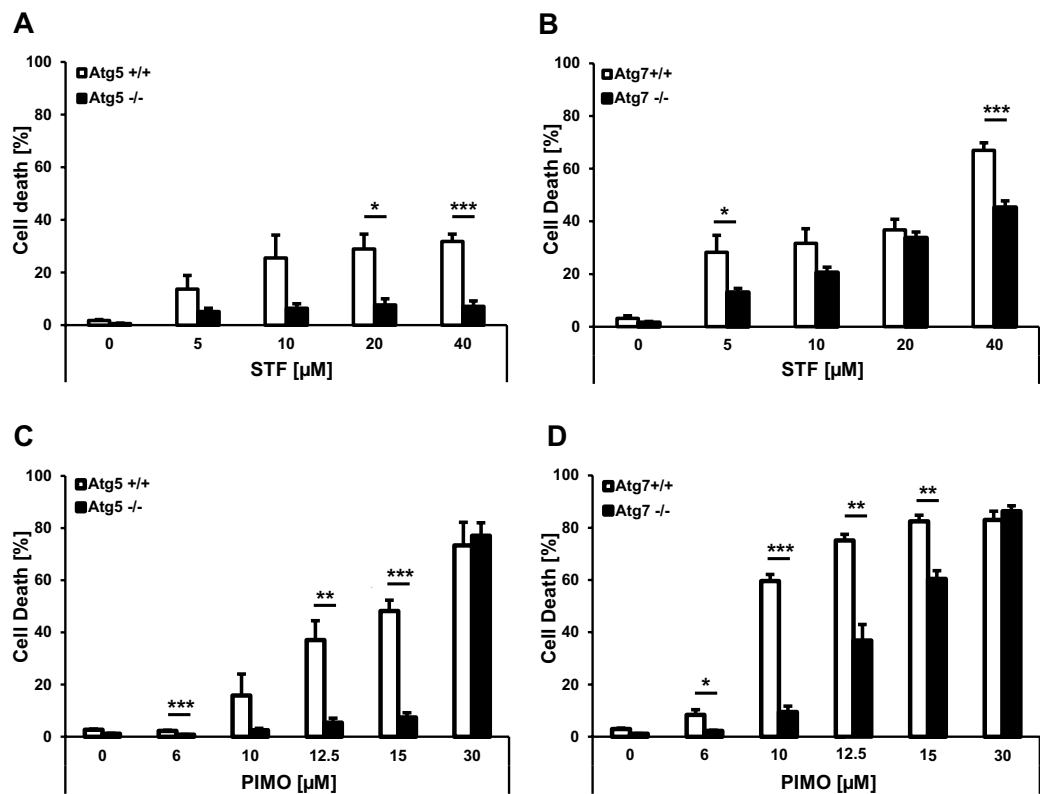 A
100
80
60
40
20
0
Cell death [%]
Atg5 +/+
Atg5 -/-
* ***
0 5 10 20 40
STF [µM]
B
100
80
60
40
20
0
Cell Death [%]
Atg7+/+
Atg7 -/-
* ***
0 5 10 20 40
STF [µM]
C
100
80
60
40
20
0
Cell Death [%]
Atg5 +/+
Atg5 -/-
*** ** ***
0 6 10 12.5 15 30
PIMO [µM]
D
100
80
60
40
20
0
Cell Death [%]
Atg7+/+
Atg7 -/-
* *** ** **
0 6 10 12.5 15 30
PIMO [µM]